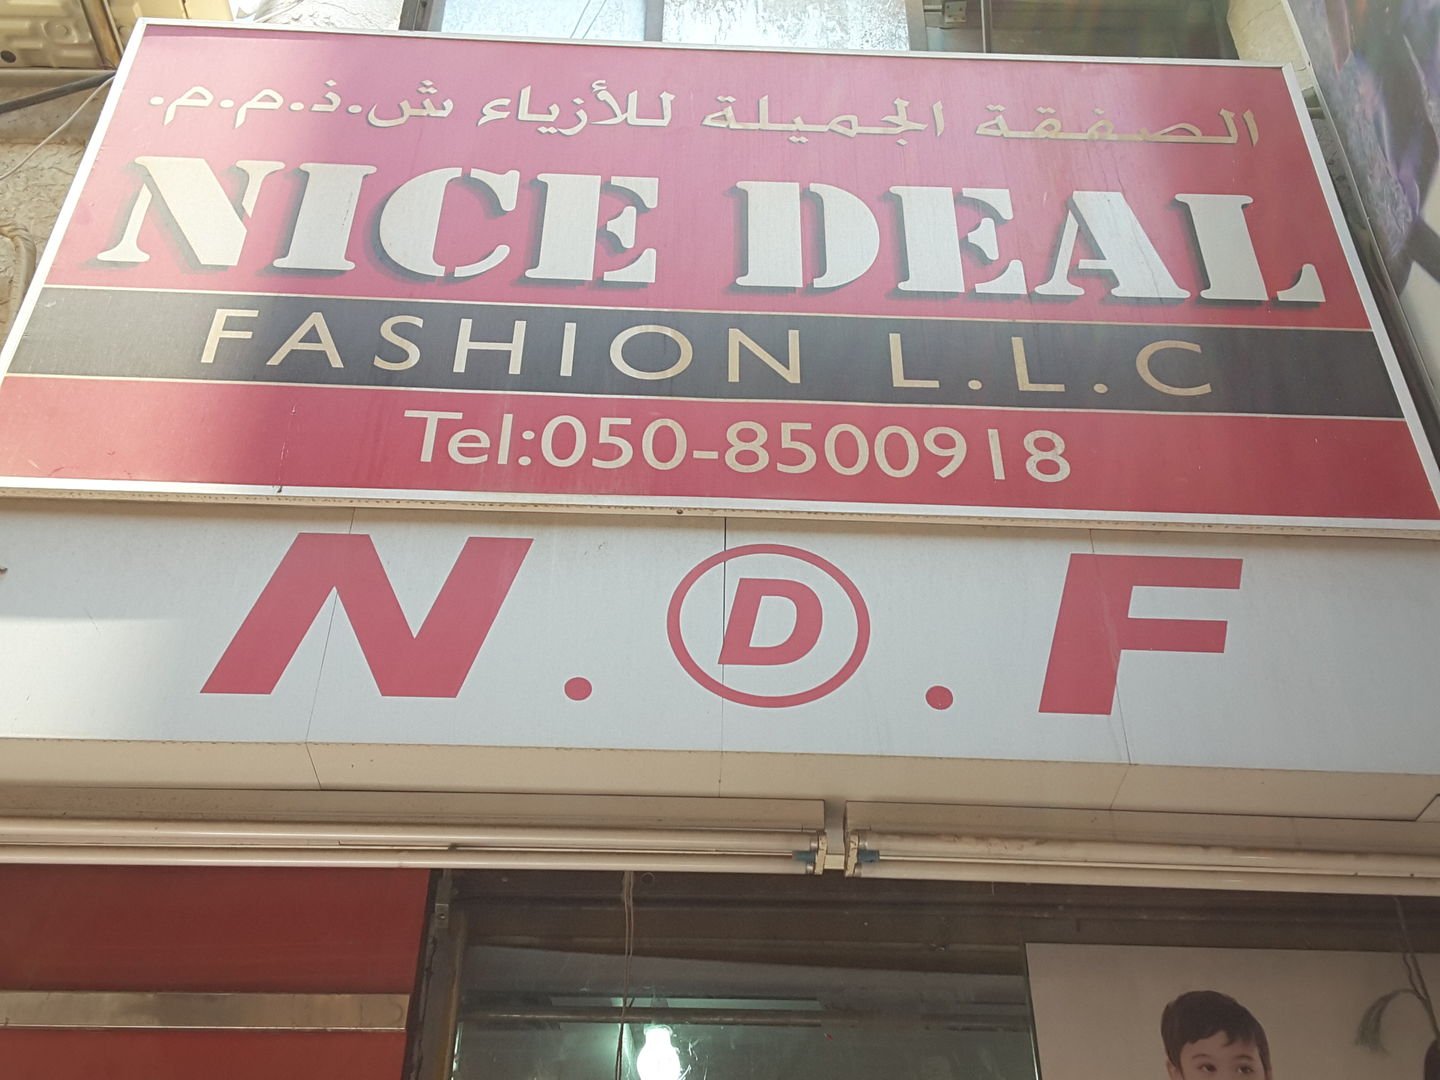 الصفقة الجميلة للأزياء ش.ذ.م.م.
NICE DEAL
FASHION L.L.C
Tel:050-8500918
N.D.F